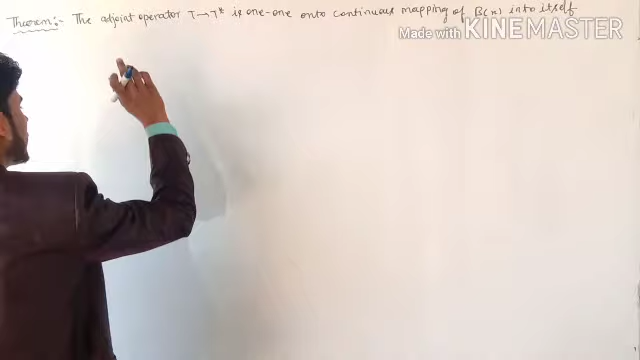 Theorem:- The adjoint operator T→T* is one-one onto continuous mapping of B(H) into itself
Made with KINEMASTER